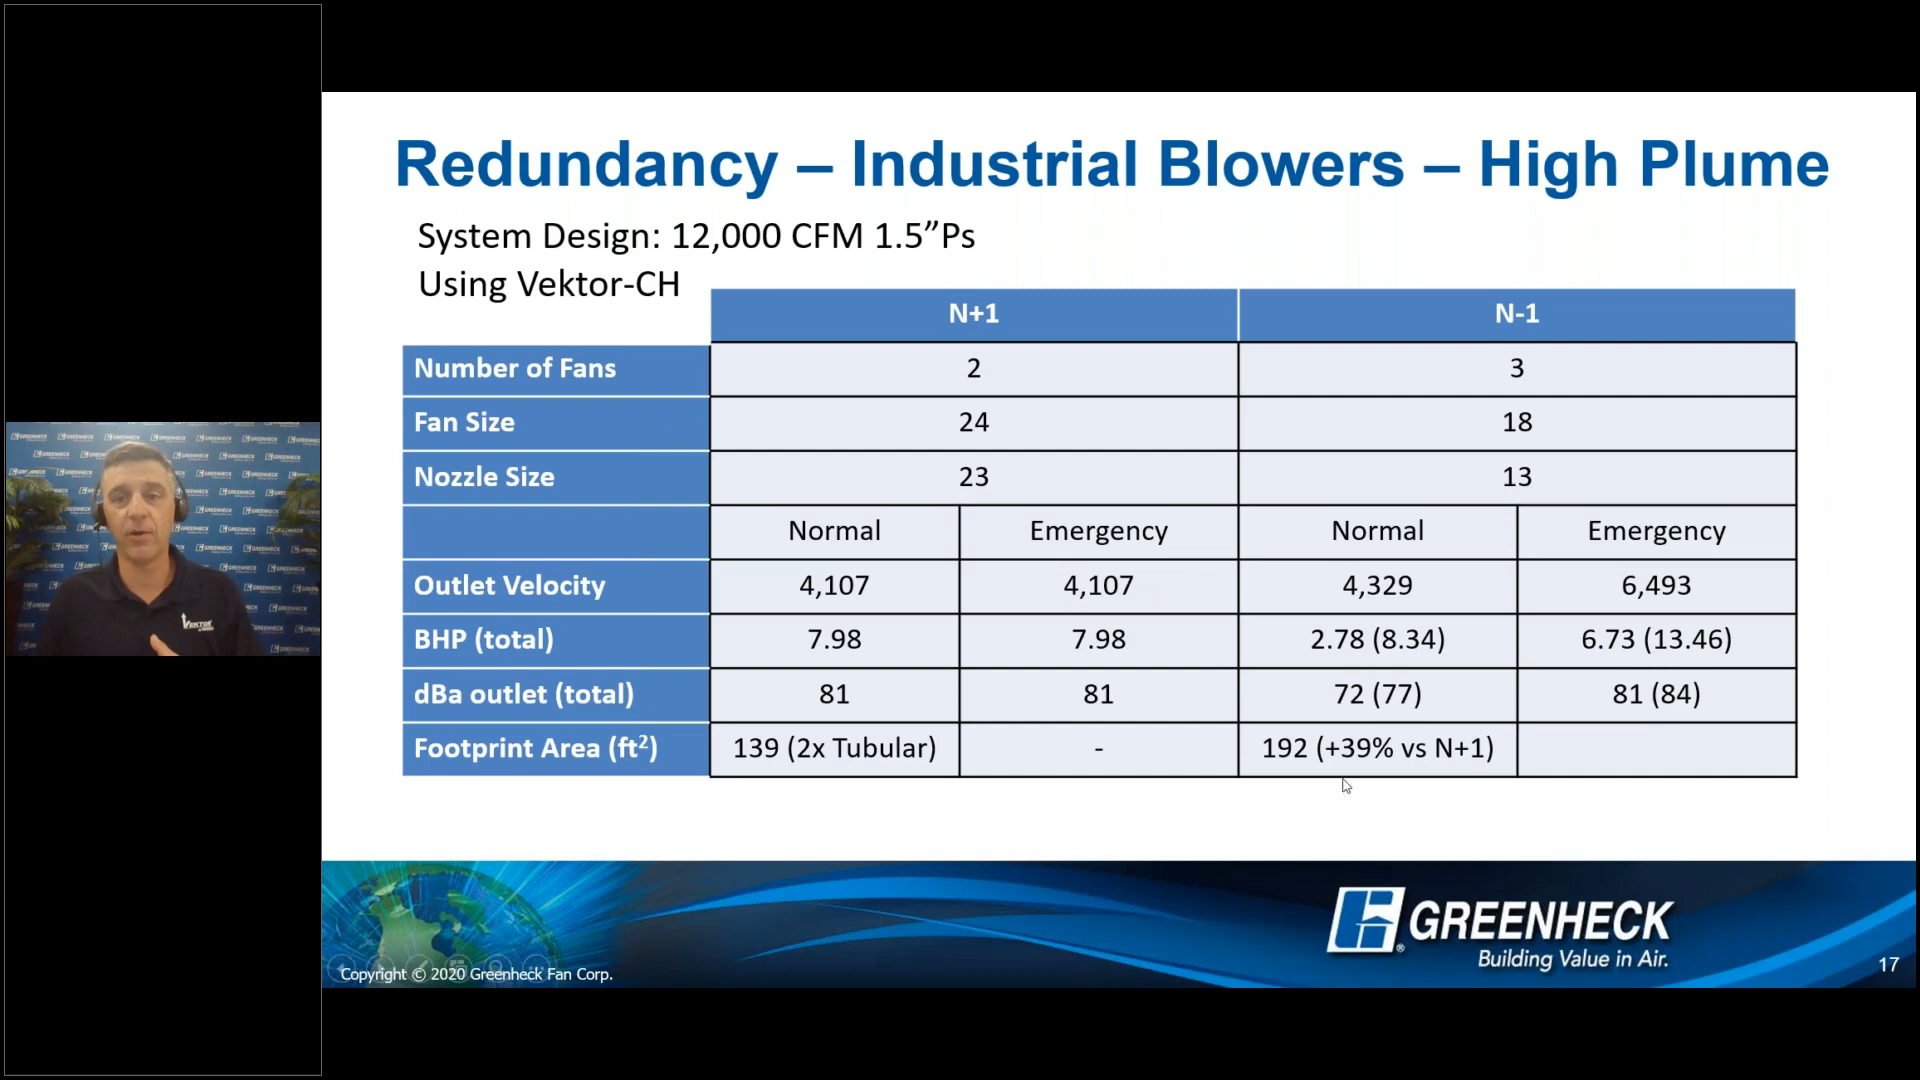 Redundancy – Industrial Blowers – High Plume
System Design: 12,000 CFM 1.5”Ps
Using Vektor-CH
N+1 N-1
Number of Fans 2 3
Fan Size 24 18
Nozzle Size 23 13
Normal Emergency Normal Emergency
Outlet Velocity 4,107 4,107 4,329 6,493
BHP (total) 7.98 7.98 2.78 (8.34) 6.73 (13.46)
dBa outlet (total) 81 81 72 (77) 81 (84)
Footprint Area (ft²) 139 (2x Tubular) - 192 (+39% vs N+1)
GREENHECK
VEKTOR
GREENHECK®
Building Value in Air.
Copyright © 2020 Greenheck Fan Corp.
17